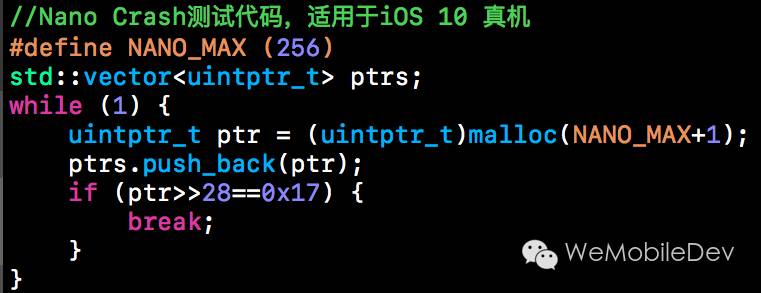 //Nano Crash测试代码，适用于iOS 10 真机
#define NANO_MAX (256)
std::vector<uintptr_t> ptrs;
while (1) {
    uintptr_t ptr = (uintptr_t)malloc(NANO_MAX+1);
    ptrs.push_back(ptr);
    if (ptr>>28==0x17) {
        break;
    }
}
WeMobileDev